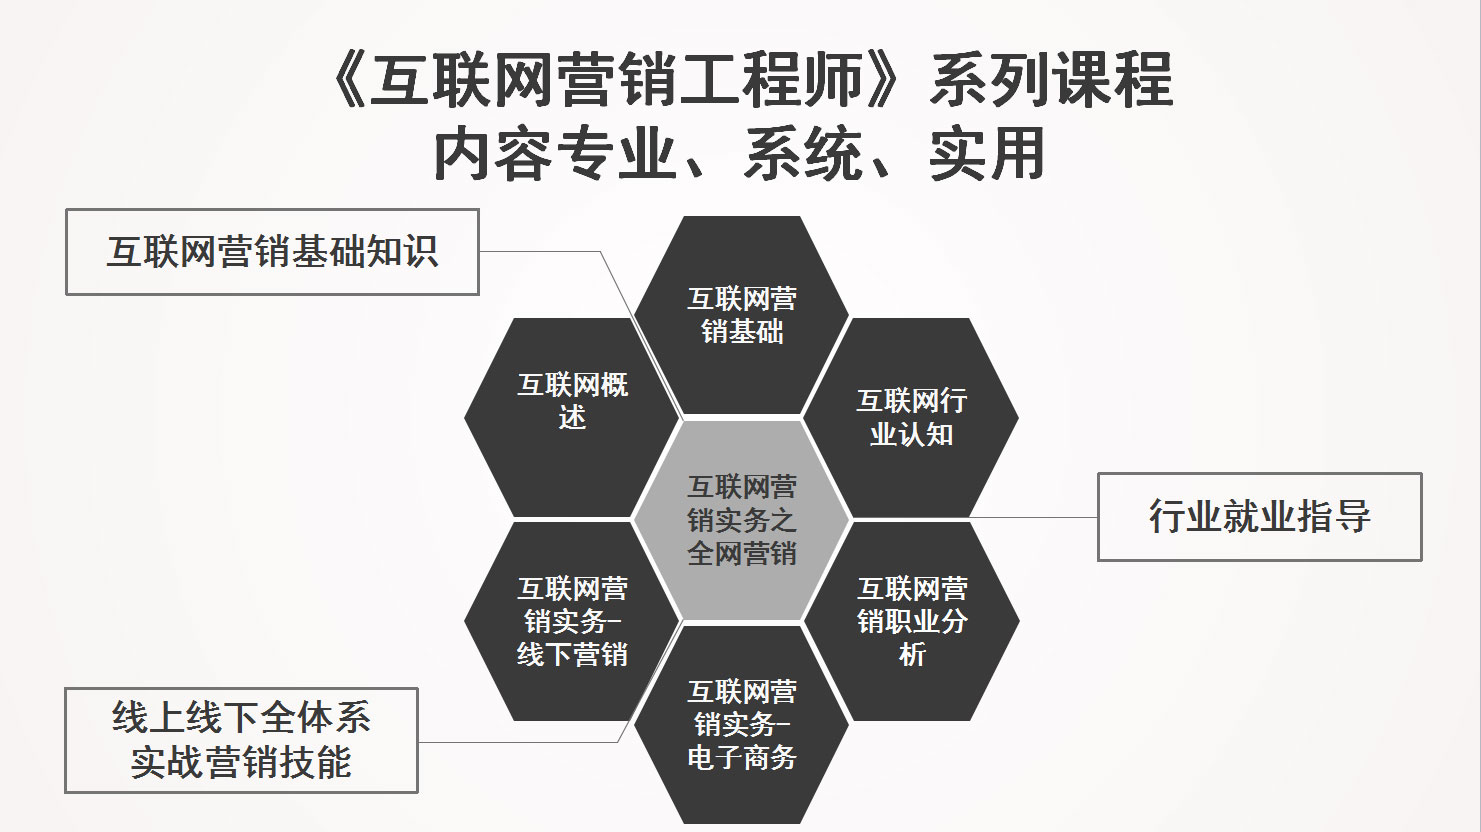 《互联网营销工程师》系列课程
内容专业、系统、实用
互联网营销基础知识
互联网营
销基础
互联网概
述
互联网行
业认知
互联网营
销实务之
全网营销
行业就业指导
互联网营
销实务-
线下营销
互联网营
销职业分
析
线上线下全体系
实战营销技能
互联网营
销实务-
电子商务